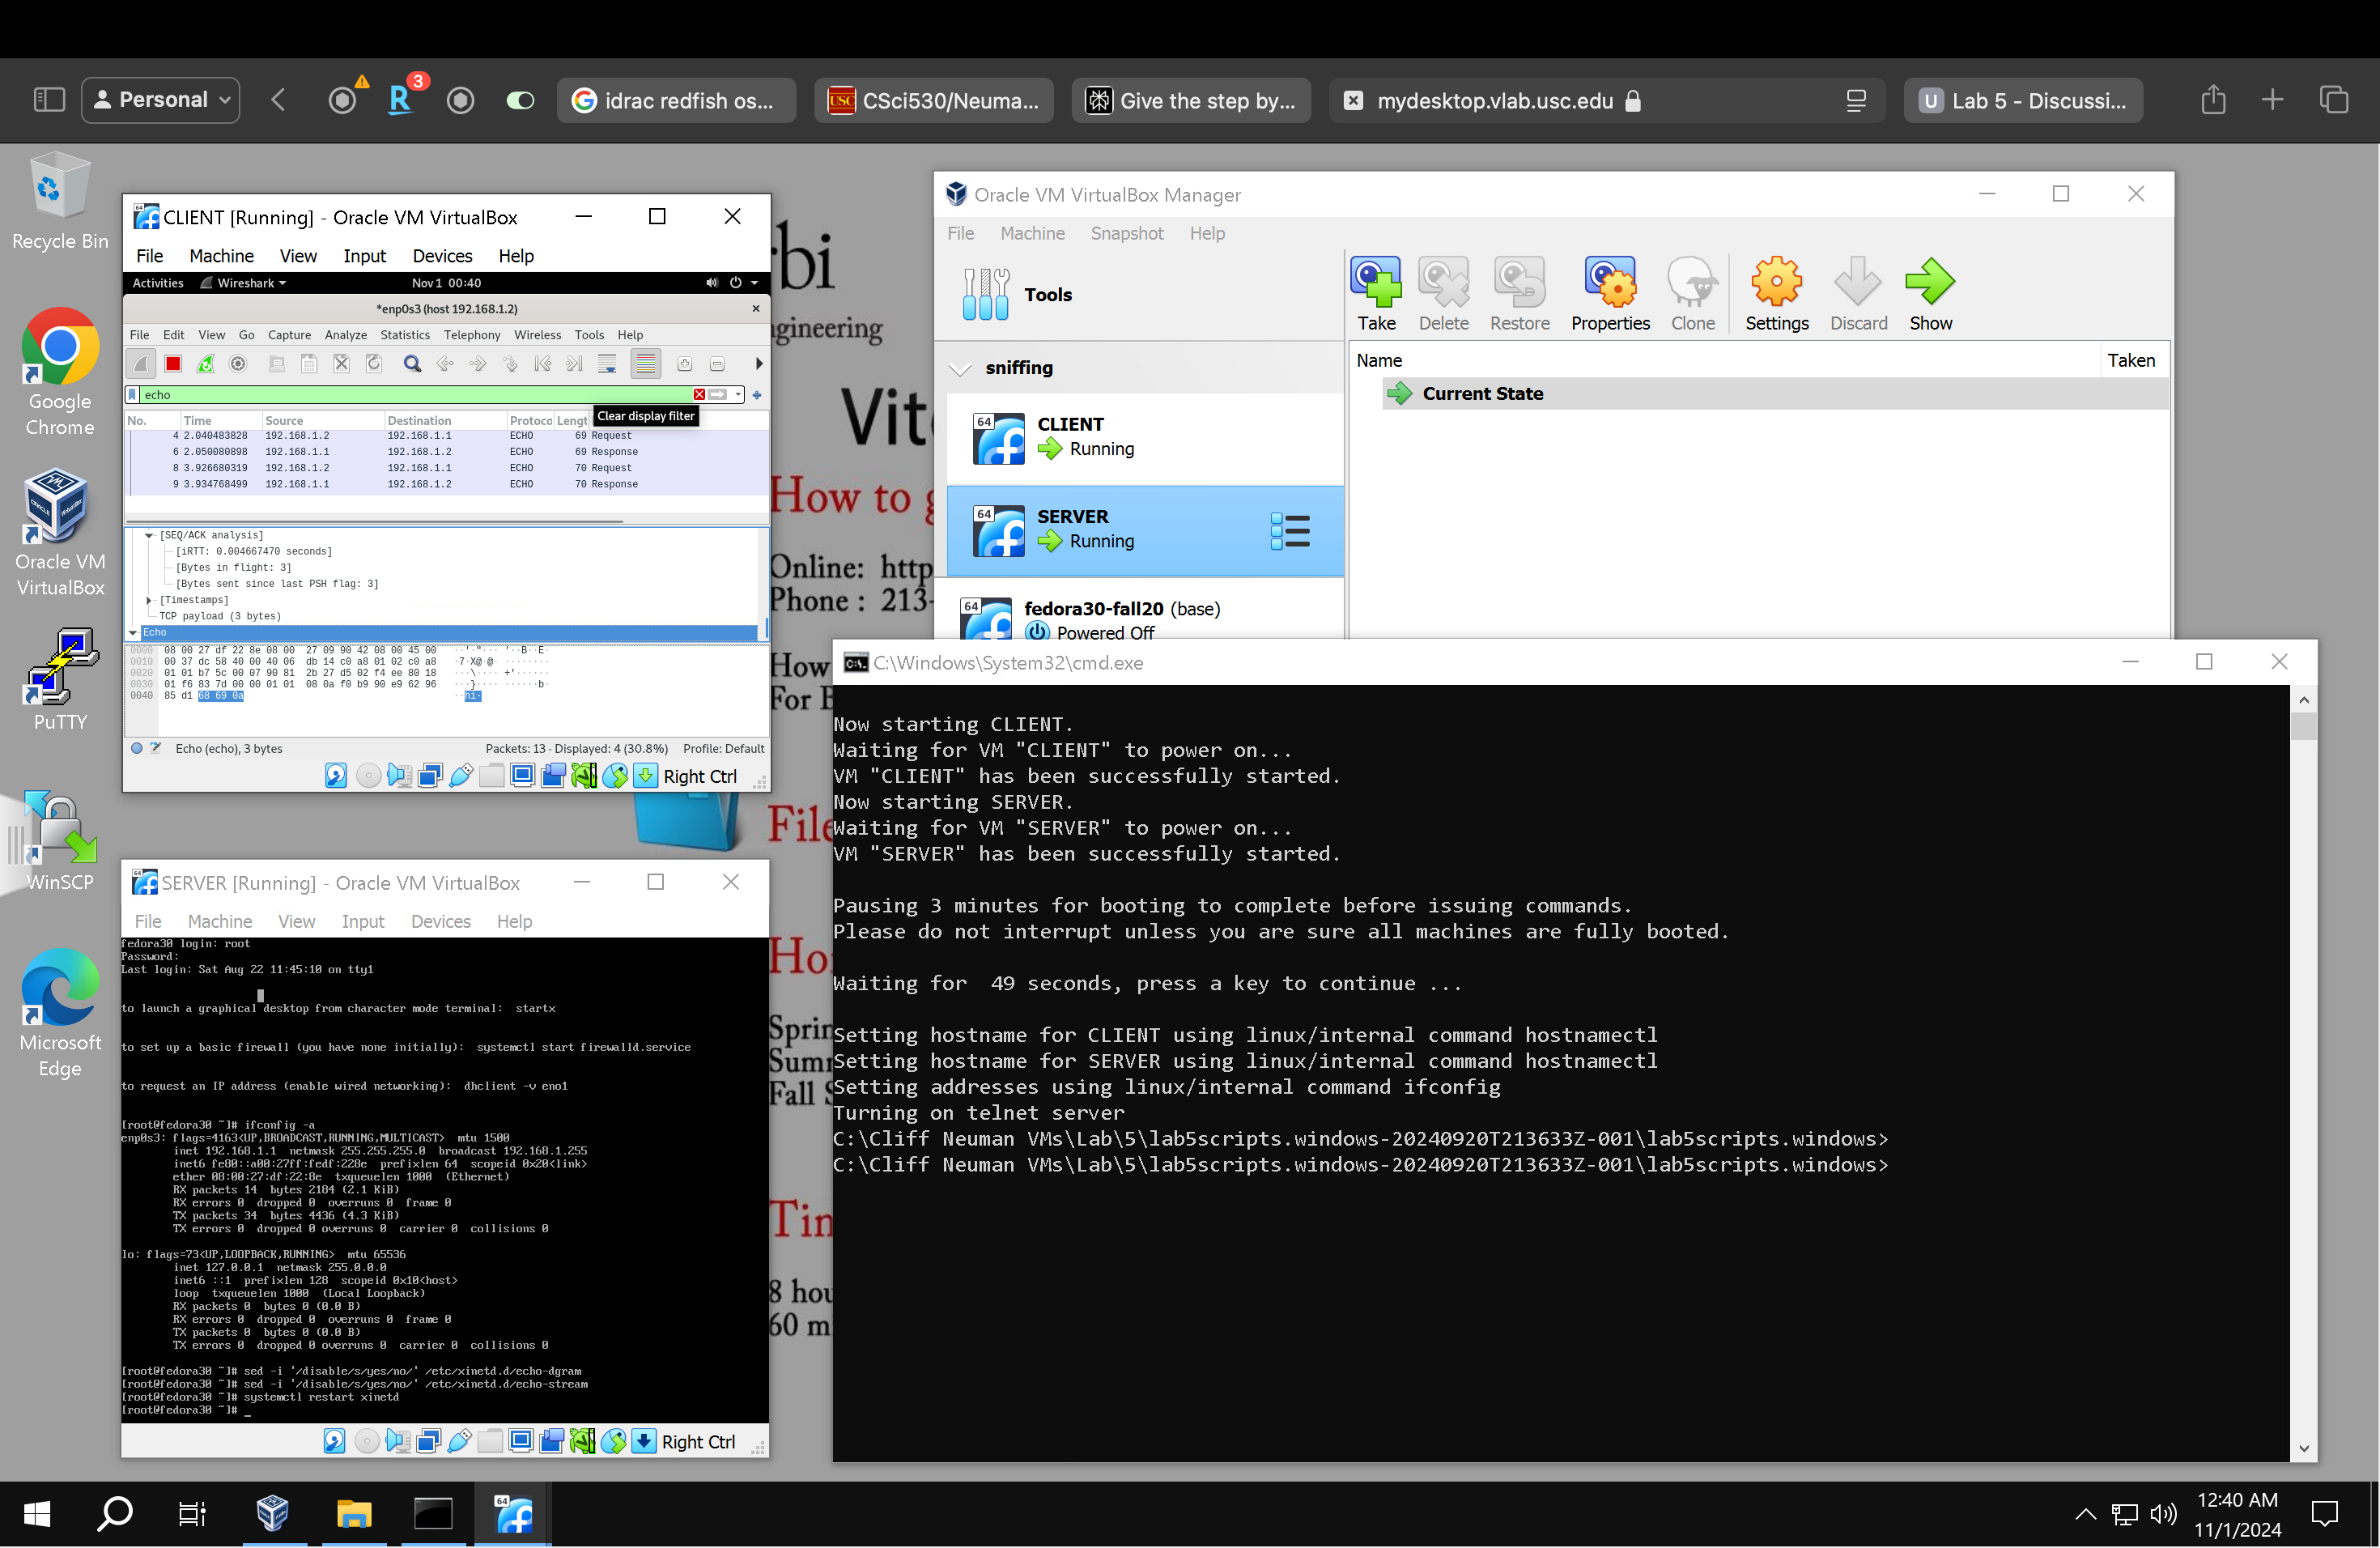 Personal
3
idrac redfish os...
CSci530/Neuma...
Give the step by...
mydesktop.vlab.usc.edu
Lab 5 - Discussi...
Recycle Bin
Google
Chrome
Oracle VM
VirtualBox
PuTTY
WinSCP
Microsoft
Edge
CLIENT [Running] - Oracle VM VirtualBox
File Machine View Input Devices Help
Activities Wireshark Nov 1 00:40
*enp0s3 (host 192.168.1.2)
File Edit View Go Capture Analyze Statistics Telephony Wireless Tools Help
echo
Clear display filter
No. Time Source Destination Protoco Lengt
4 2.040483828 192.168.1.2 192.168.1.1 ECHO 69 Request
6 2.050080898 192.168.1.1 192.168.1.2 ECHO 69 Response
8 3.926680319 192.168.1.2 192.168.1.1 ECHO 70 Request
9 3.934768499 192.168.1.1 192.168.1.2 ECHO 70 Response
[SEQ/ACK analysis]
[iRTT: 0.004667470 seconds]
[Bytes in flight: 3]
[Bytes sent since last PSH flag: 3]
[Timestamps]
TCP payload (3 bytes)
Echo
0000 08 00 27 df 22 8e 08 00 27 09 90 42 08 00 45 00 ··'·"··· '··B··E·
0010 00 37 dc 58 40 00 40 06 db 14 c0 a8 01 02 c0 a8 ·7·X@·@· ········
0020 01 01 b7 5c 00 07 90 81 2b 27 d5 02 f4 ee 80 18 ···\···· +'······
0030 01 f6 83 7d 00 00 01 01 08 0a f0 b9 90 e9 62 96 ···}···· ······b·
0040 85 d1 68 69 0a ··hi·
Echo (echo), 3 bytes Packets: 13 · Displayed: 4 (30.8%) Profile: Default
Right Ctrl
SERVER [Running] - Oracle VM VirtualBox
File Machine View Input Devices Help
fedora30 login: root
Password:
Last login: Sat Aug 22 11:45:10 on tty1
to launch a graphical desktop from character mode terminal: startx
to set up a basic firewall (you have none initially): systemctl start firewalld.service
to request an IP address (enable wired networking): dhclient -v eno1
[root@fedora30 ~]# ifconfig -a
enp0s3: flags=4163<UP,BROADCAST,RUNNING,MULTICAST> mtu 1500
inet 192.168.1.1 netmask 255.255.255.0 broadcast 192.168.1.255
inet6 fe80::a00:27ff:fedf:228e prefixlen 64 scopeid 0x20<link>
ether 08:00:27:df:22:8e txqueuelen 1000 (Ethernet)
RX packets 14 bytes 2184 (2.1 KiB)
RX errors 0 dropped 0 overruns 0 frame 0
TX packets 34 bytes 4436 (4.3 KiB)
TX errors 0 dropped 0 overruns 0 carrier 0 collisions 0
lo: flags=73<UP,LOOPBACK,RUNNING> mtu 65536
inet 127.0.0.1 netmask 255.0.0.0
inet6 ::1 prefixlen 128 scopeid 0x10<host>
loop txqueuelen 1000 (Local Loopback)
RX packets 0 bytes 0 (0.0 B)
RX errors 0 dropped 0 overruns 0 frame 0
TX packets 0 bytes 0 (0.0 B)
TX errors 0 dropped 0 overruns 0 carrier 0 collisions 0
[root@fedora30 ~]# sed -i '/disable/s/yes/no/' /etc/xinetd.d/echo-dgram
[root@fedora30 ~]# sed -i '/disable/s/yes/no/' /etc/xinetd.d/echo-stream
[root@fedora30 ~]# systemctl restart xinetd
[root@fedora30 ~]# _
Right Ctrl
rbi
gineering
Vit
How to g
Online: http
Phone : 213-
How
For B
File
Ho
Sprin
Summ
Fall S
Tin
8 hou
60 m
Oracle VM VirtualBox Manager
File Machine Snapshot Help
Tools
Take Delete Restore Properties Clone Settings Discard Show
sniffing
Name Taken
Current State
64
CLIENT
Running
64
SERVER
Running
64
fedora30-fall20 (base)
Powered Off
C:\Windows\System32\cmd.exe
Now starting CLIENT.
Waiting for VM "CLIENT" to power on...
VM "CLIENT" has been successfully started.
Now starting SERVER.
Waiting for VM "SERVER" to power on...
VM "SERVER" has been successfully started.
Pausing 3 minutes for booting to complete before issuing commands.
Please do not interrupt unless you are sure all machines are fully booted.
Waiting for  49 seconds, press a key to continue ...
Setting hostname for CLIENT using linux/internal command hostnamectl
Setting hostname for SERVER using linux/internal command hostnamectl
Setting addresses using linux/internal command ifconfig
Turning on telnet server
C:\Cliff Neuman VMs\Lab\5\lab5scripts.windows-20240920T213633Z-001\lab5scripts.windows>
C:\Cliff Neuman VMs\Lab\5\lab5scripts.windows-20240920T213633Z-001\lab5scripts.windows>
64
12:40 AM
11/1/2024